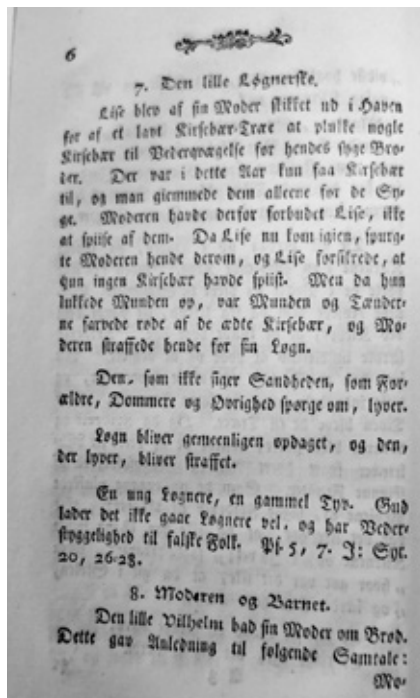 6
7. Den lille Løgnerske.
Lise blev af sin Moder skikket ud i Haven
for af et lavt Kirsebær-Træe at plukke nogle
Kirsebær til Vederqvægelse for hendes syge Bro-
der. Der var i dette Aar kun faa Kirsebær
til, og man giemmede dem alleene for de Sy-
ge. Moderen havde derfor forbudet Lise, ikke
at spiise af dem. Da Lise nu kom igien, spurg-
te Moderen hende derom, og Lise forsikrede, at
hun ingen Kirsebær havde spiist. Men da hun
lukkede Munden op, var Munden og Tænder-
ne farvede røde af de ædte Kirsebær, og Mo-
deren straffede hende for sin Løgn.
Den, som ikke siger Sandheden, som For-
ældre, Dommere og Øvrighed spørge om, lyver.
Løgn bliver gemeenligen opdaget, og den,
der lyver, bliver straffet.
En ung Løgnere, en gammel Tyv. Gud
lader det ikke gaae Løgnere vel, og har Veder-
styggelighed til falske Folk. Ps. 5, 7. J: Syr.
20, 26-28.
8. Moderen og Barnet.
Den lille Vilhelm bad sin Moder om Brød.
Dette gav Anledning til følgende Samtale:
Mo-